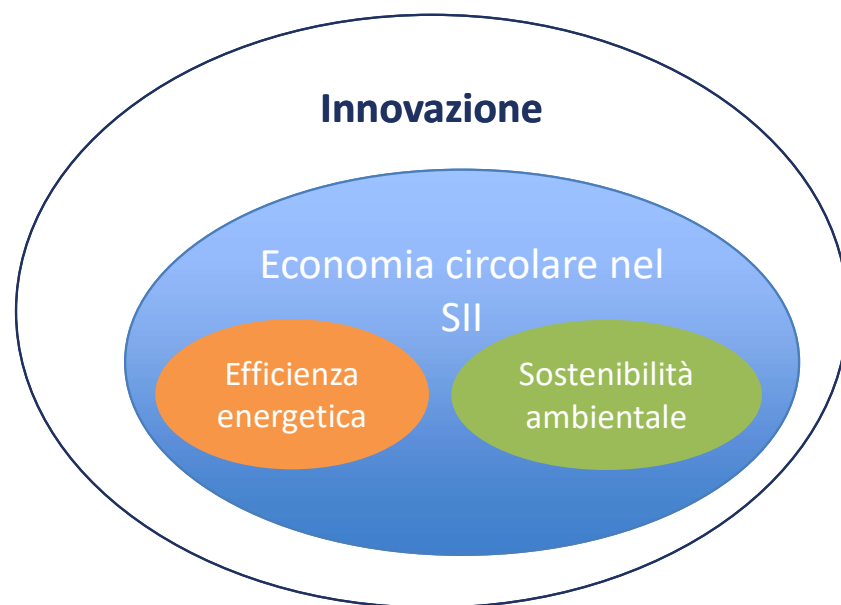 Innovazione
Economia circolare nel
SII
Efficienza
energetica
Sostenibilità
ambientale